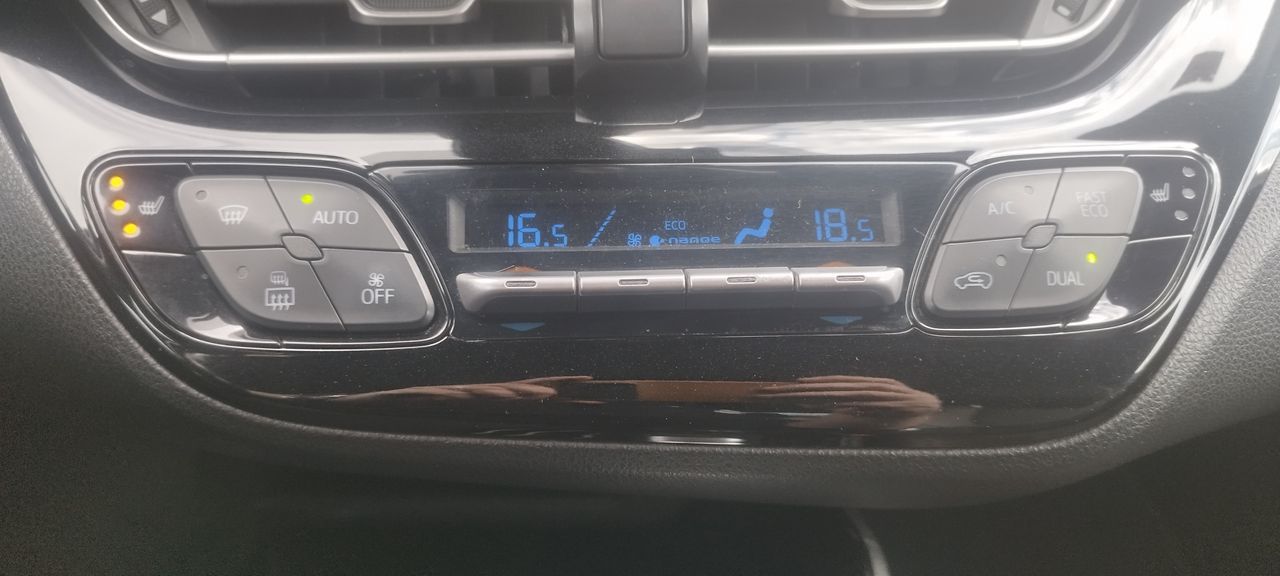 AUTO
OFF
16.5
ECO
18.5
A/C
FAST
ECO
DUAL